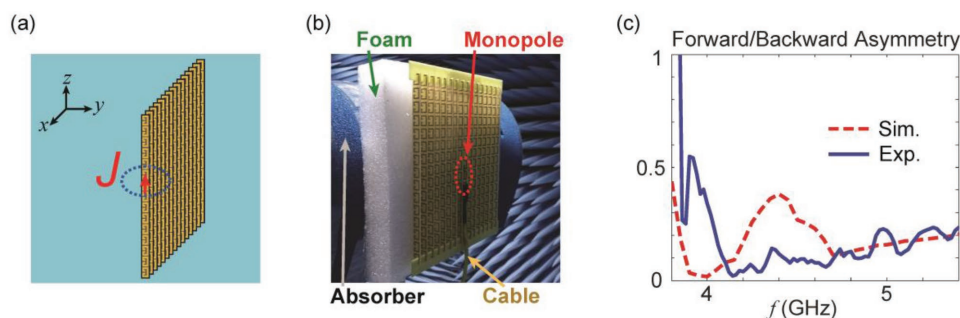 (a)
z
y
x
J
(b)
Foam
Monopole
Absorber
Cable
(c)
Forward/Backward Asymmetry
1
0.5
0
Sim.
Exp.
4
5
f (GHz)